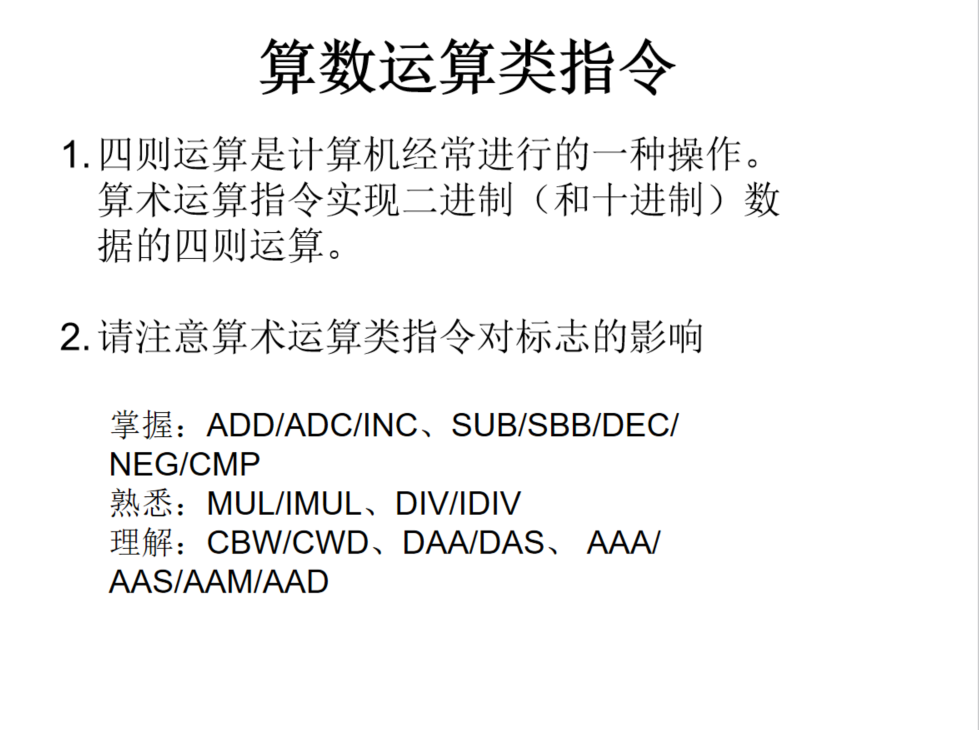 算数运算类指令
1.四则运算是计算机经常进行的一种操作。
算术运算指令实现二进制（和十进制）数
据的四则运算。
2.请注意算术运算类指令对标志的影响
掌握：ADD/ADC/INC、SUB/SBB/DEC/
NEG/CMP
熟悉：MUL/IMUL、DIV/IDIV
理解：CBW/CWD、DAA/DAS、 AAA/
AAS/AAM/AAD